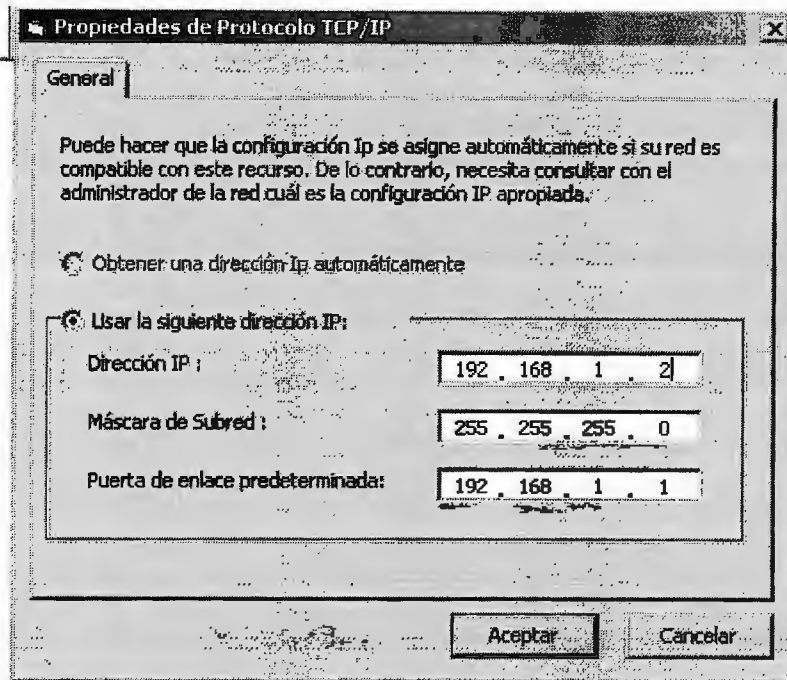 Propiedades de Protocolo TCP/IP
General
Puede hacer que la configuración Ip se asigne automáticamente si su red es
compatible con este recurso. De lo contrario, necesita consultar con el
administrador de la red cuál es la configuración IP apropiada.
Obtener una dirección Ip automáticamente
Usar la siguiente dirección IP:
Dirección IP : 192 . 168 . 1 . 2
Máscara de Subred : 255 . 255 . 255 . 0
Puerta de enlace predeterminada: 192 . 168 . 1 . 1
Aceptar Cancelar